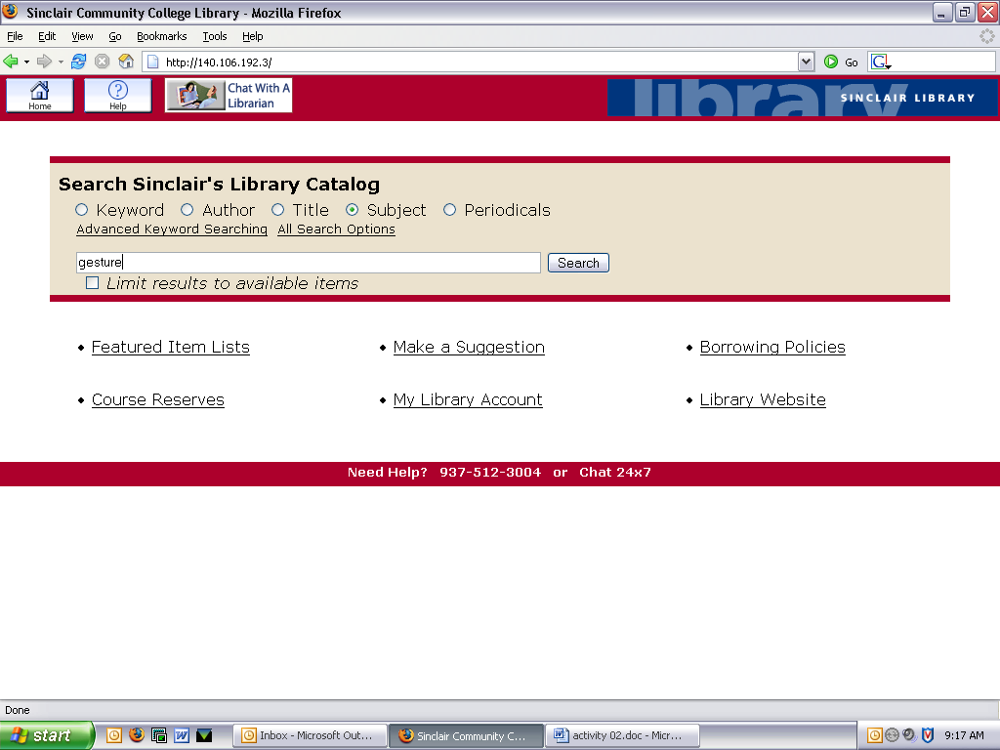 Sinclair Community College Library - Mozilla Firefox
File Edit View Go Bookmarks Tools Help
http://140.106.192.3/ Go G
Home Help Chat With A Librarian library SINCLAIR LIBRARY
Search Sinclair's Library Catalog
Keyword Author Title Subject Periodicals
Advanced Keyword Searching All Search Options
gesture Search
Limit results to available items
• Featured Item Lists • Make a Suggestion • Borrowing Policies
• Course Reserves • My Library Account • Library Website
Need Help? 937-512-3004 or Chat 24x7
Done
start Inbox - Microsoft Out... Sinclair Community C... activity 02.doc - Micr... 9:17 AM